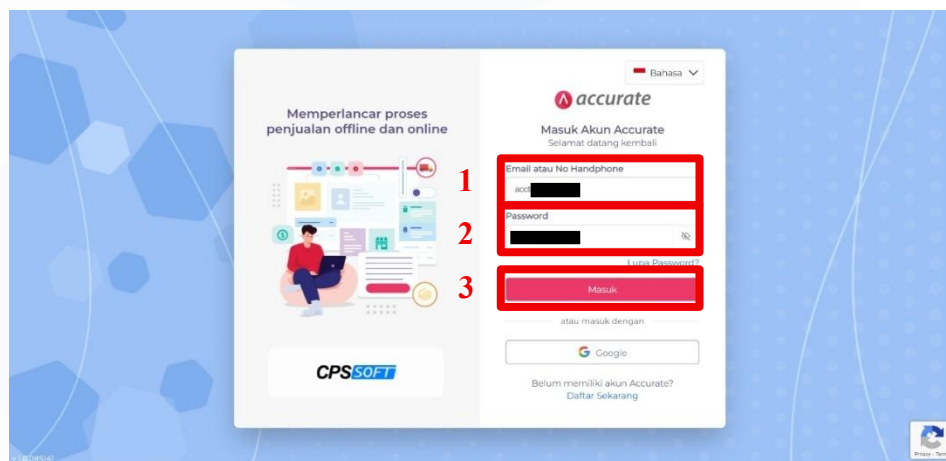 Bahasa
accurate
Memperlancar proses
penjualan offline dan online
Masuk Akun Accurate
Selamat datang kembali
1
Email atau No Handphone
acct
2
Password
Lupa Password?
3
Masuk
atau masuk dengan
Google
CPSSOFT
Belum memiliki akun Accurate?
Daftar Sekarang